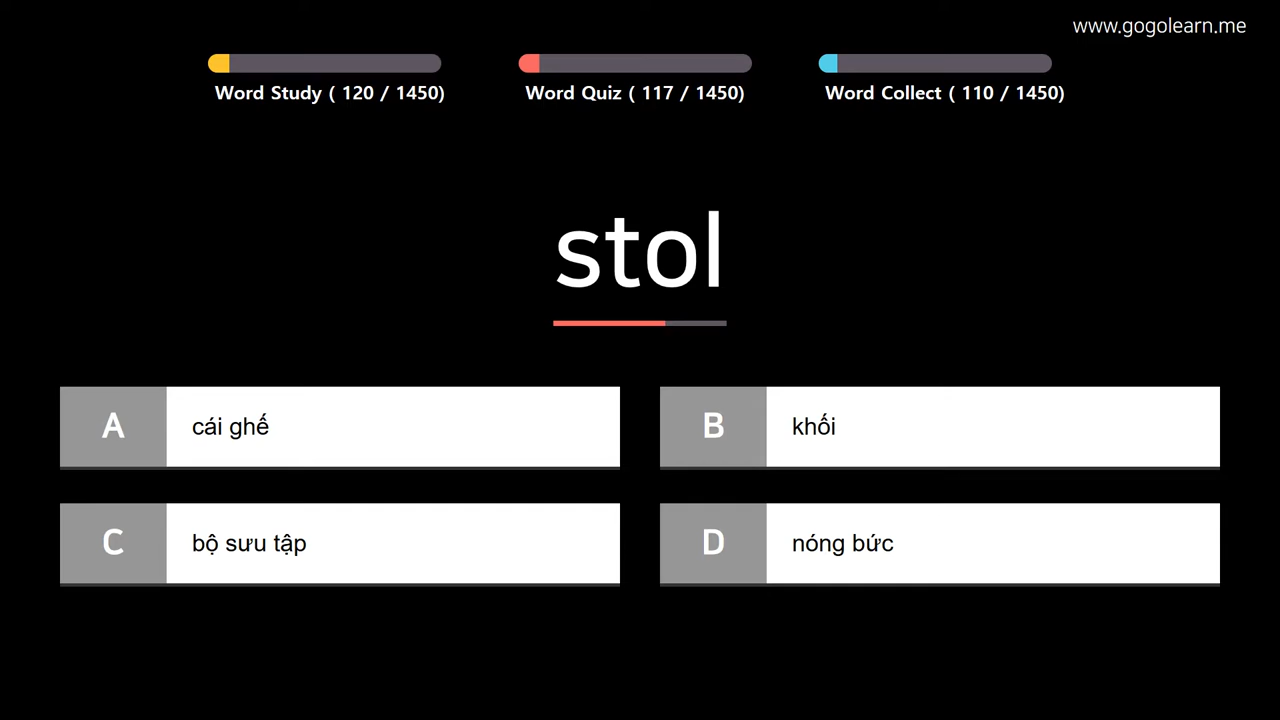 www.gogolearn.me
Word Study ( 120 / 1450)
Word Quiz ( 117 / 1450)
Word Collect ( 110 / 1450)
stol
A cái ghế
B khối
C bộ sưu tập
D nóng bức